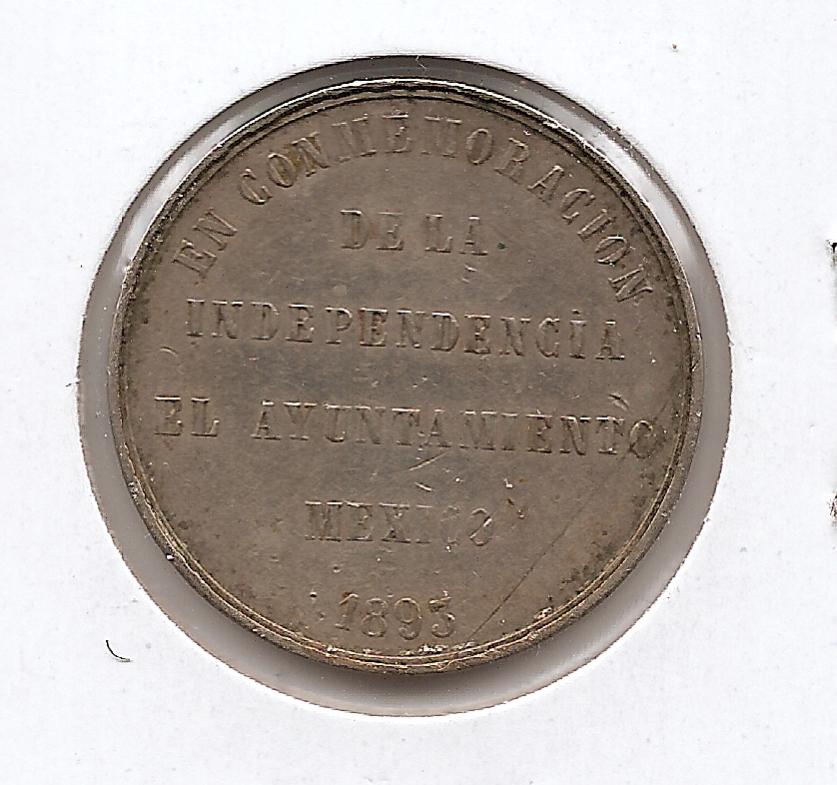 EN CONMEMORACION
DE LA
INDEPENDENCIA
EL AYUNTAMIENTO
MEXICO
1893